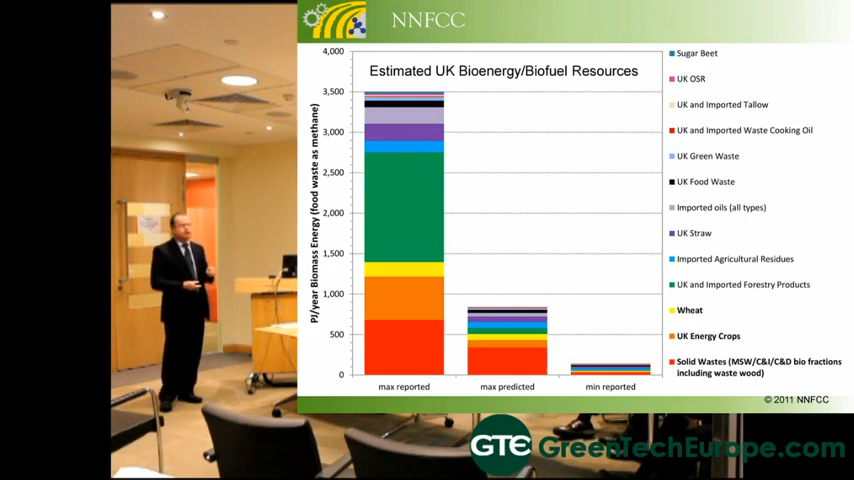 NNFCC
Estimated UK Bioenergy/Biofuel Resources
PJ/year Biomass Energy (food waste as methane)
4,000
3,500
3,000
2,500
2,000
1,500
1,000
500
0
max reported
max predicted
min reported
Sugar Beet
UK OSR
UK and Imported Tallow
UK and Imported Waste Cooking Oil
UK Green Waste
UK Food Waste
Imported oils (all types)
UK Straw
Imported Agricultural Residues
UK and Imported Forestry Products
Wheat
UK Energy Crops
Solid Wastes (MSW/C&I/C&D bio fractions
including waste wood)
© 2011 NNFCC
GTE GreenTechEurope.com